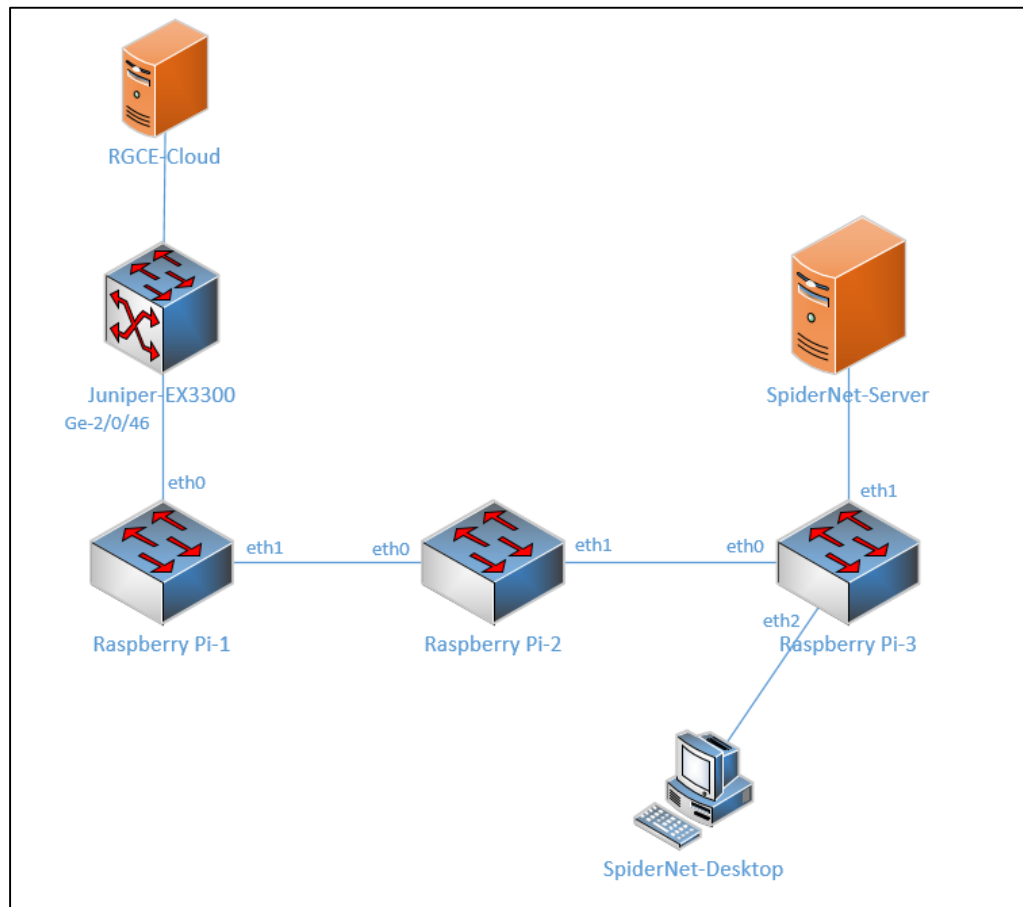 RGCE-Cloud
Juniper-EX3300
Ge-2/0/46
eth0
SpiderNet-Server
eth1
eth1
eth0
eth1
eth0
Raspberry Pi-1
Raspberry Pi-2
eth2
Raspberry Pi-3
SpiderNet-Desktop